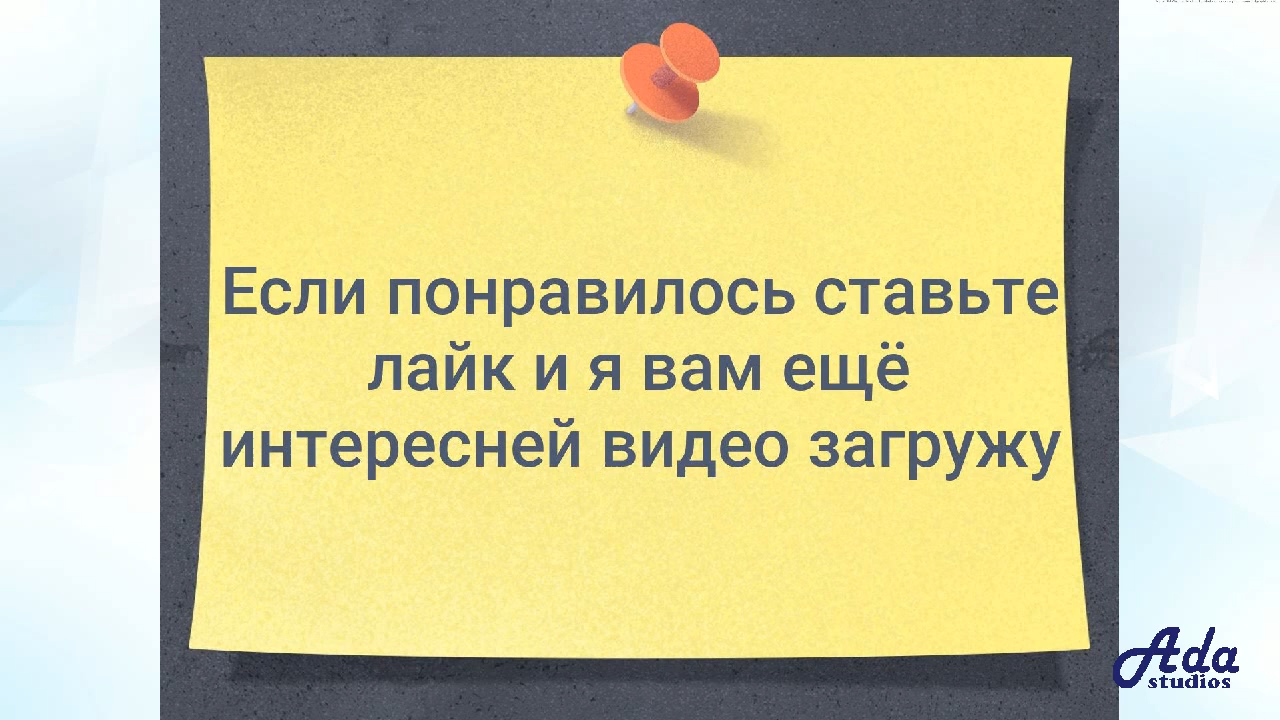 Если понравилось ставьте
лайк и я вам ещё
интересней видео загружу
Ada
studios